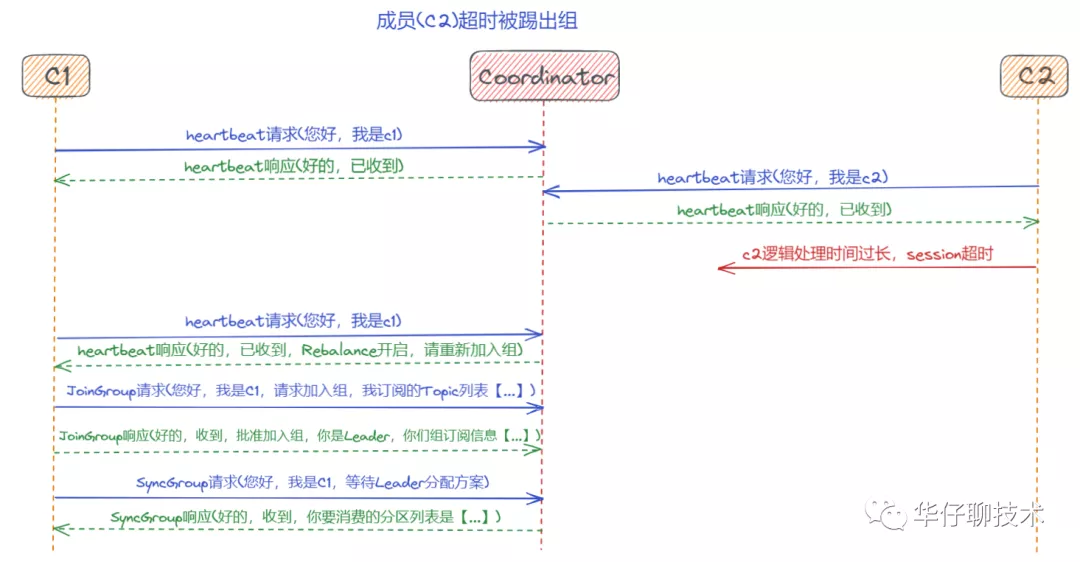 成员(C2)超时被踢出组
C1
Coordinator
C2
heartbeat请求(您好，我是c1)
heartbeat响应(好的，已收到)
heartbeat请求(您好，我是c2)
heartbeat响应(好的，已收到)
c2逻辑处理时间过长，session超时
heartbeat请求(您好，我是c1)
heartbeat响应(好的，已收到，Rebalance开启，请重新加入组)
JoinGroup请求(您好，我是C1，请求加入组，我订阅的Topic列表【...】)
JoinGroup响应(好的，收到，批准加入组，你是Leader，你们组订阅信息【...】)
SyncGroup请求(您好，我是C1，等待Leader分配方案)
SyncGroup响应(好的，收到，你要消费的分区列表是【...】)
华仔聊技术